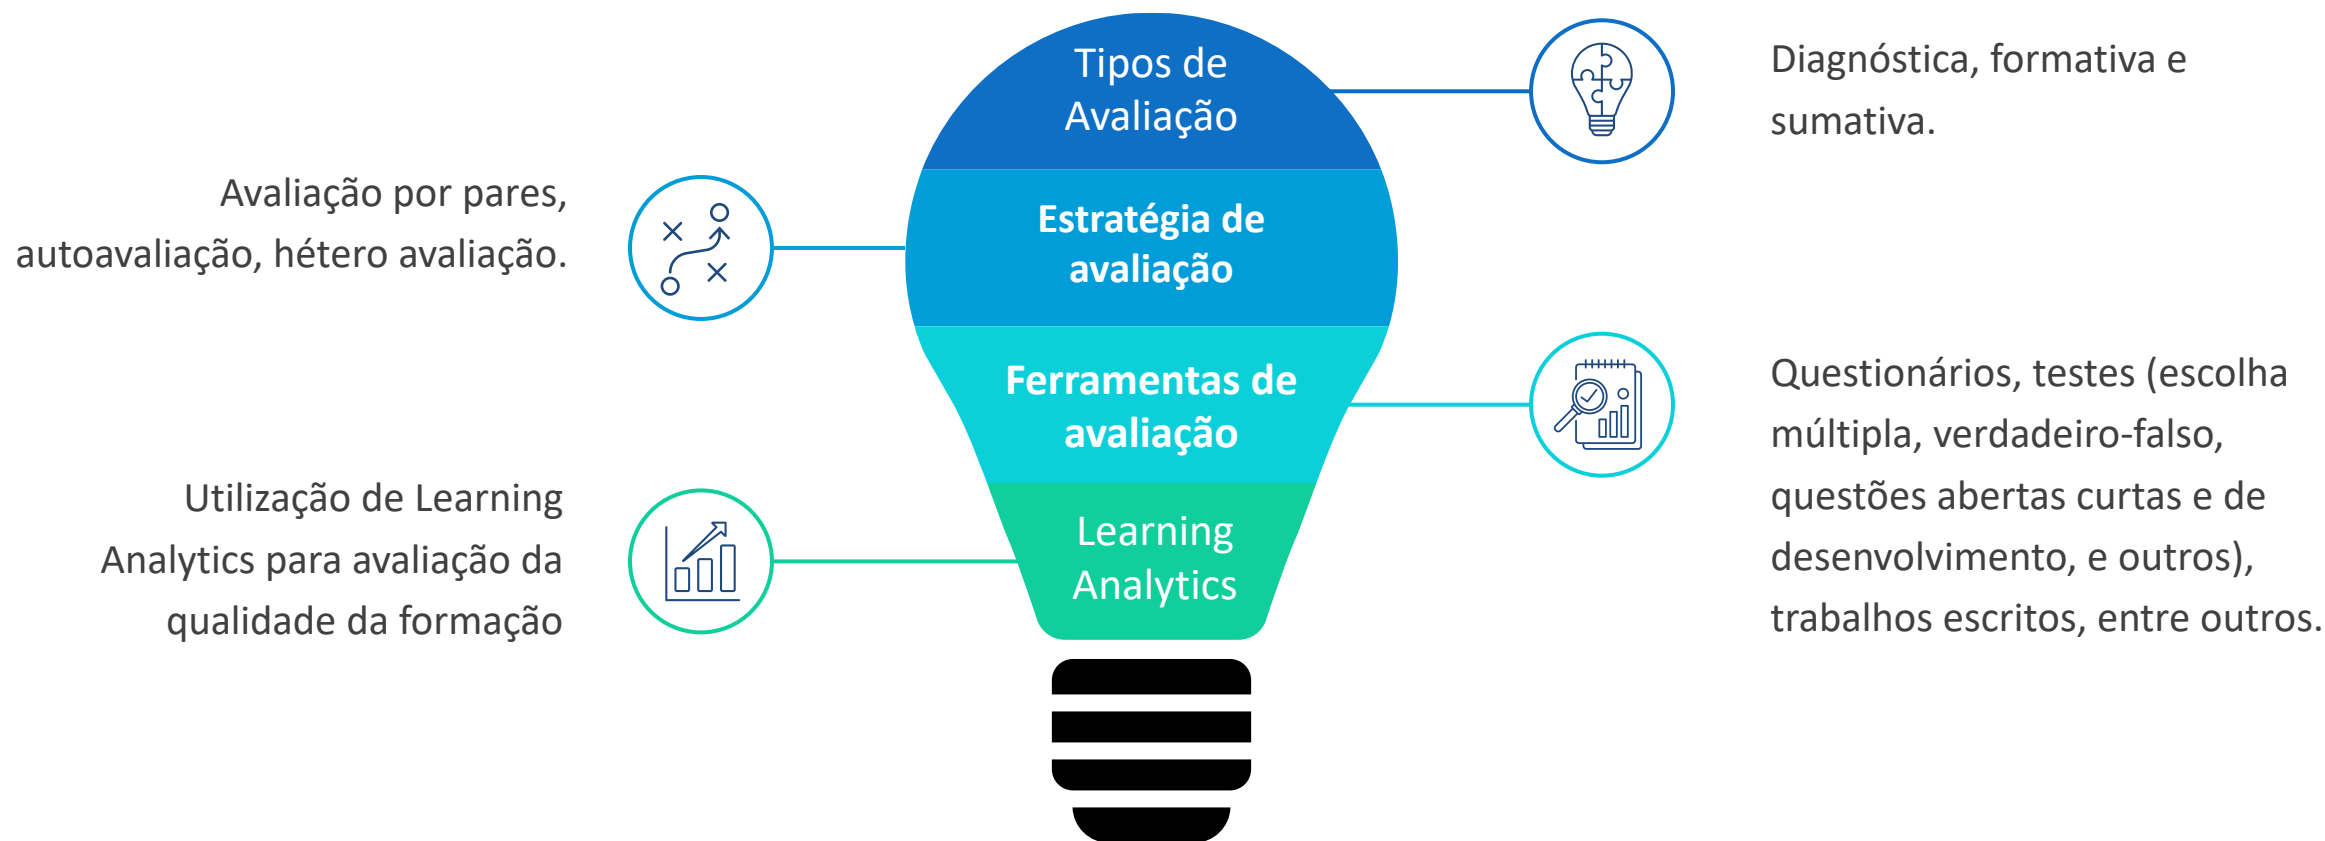 Tipos de
Avaliação
Diagnóstica, formativa e
sumativa.
Estratégia de
avaliação
Avaliação por pares,
autoavaliação, hétero avaliação.
Ferramentas de
avaliação
Questionários, testes (escolha
múltipla, verdadeiro-falso,
questões abertas curtas e de
desenvolvimento, e outros),
trabalhos escritos, entre outros.
Learning
Analytics
Utilização de Learning
Analytics para avaliação da
qualidade da formação